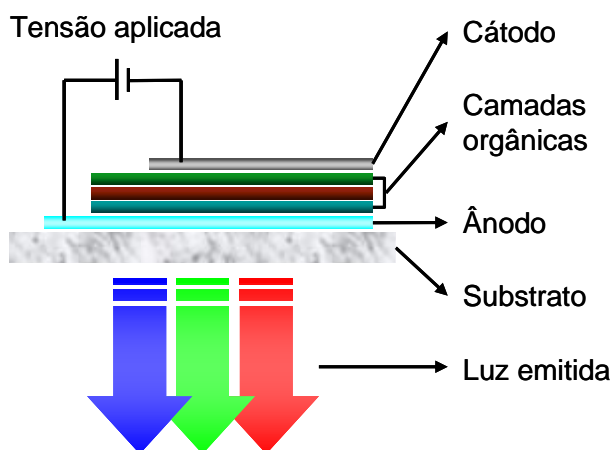 Tensão aplicada
Cátodo
Camadas
orgânicas
Ânodo
Substrato
Luz emitida